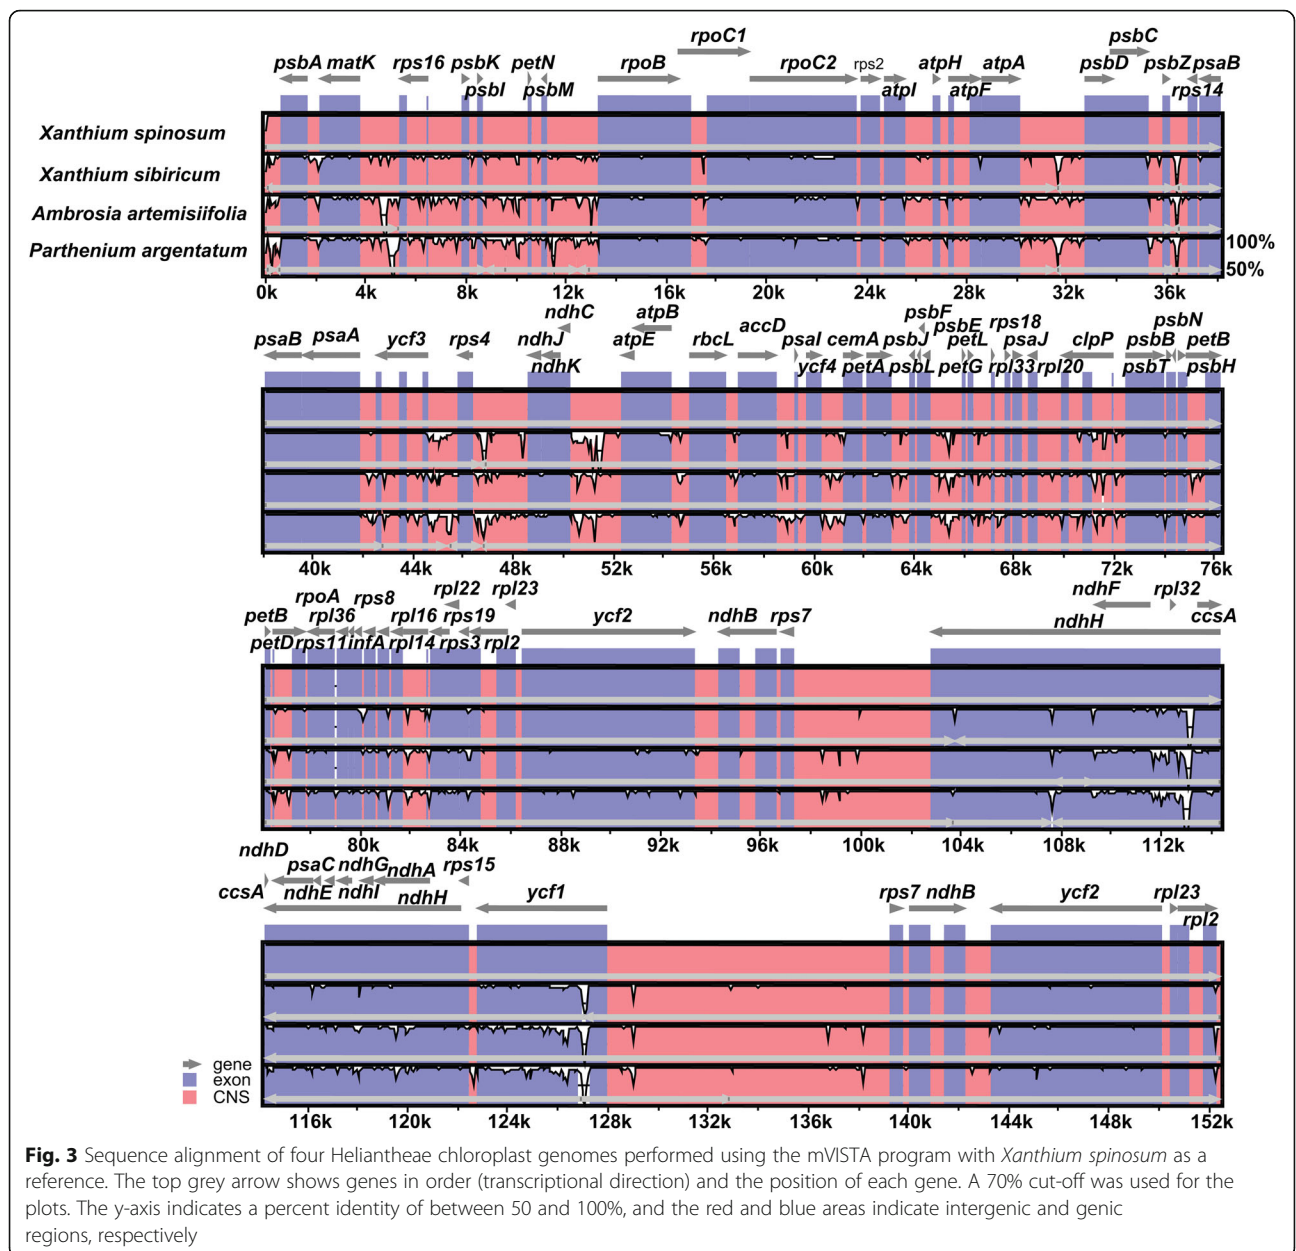 rpoC1 psbC
psbA matK rps16 psbK petN rpoB rpoC2 rps2 atpH atpA psbD psbZ psaB
psbI psbM atpI atpF rps14
Xanthium spinosum
Xanthium sibiricum
Ambrosia artemisiifolia
Parthenium argentatum
100%
50%
0k 4k 8k 12k 16k 20k 24k 28k 32k 36k
ndhC atpB psbF psbN
psaB psaA ycf3 rps4 ndhJ atpE rbcL accD psaI cemA psbJ psbE petL rps18 psaJ clpP psbB petB
ndhK ycf4 petA psbL petG rpl33 rpl20 psbT psbH
40k 44k 48k 52k 56k 60k 64k 68k 72k 76k
rpl22 rpl23 ndhF rpl32
rpoA rps8
petB rpl36 rpl16 rps19 ycf2 ndhB rps7 ndhH ccsA
petD rps11 infA rpl14 rps3 rpl2
80k 84k 88k 92k 96k 100k 104k 108k 112k
ndhD psaC ndhG ndhA rps15
ccsA ndhE ndhI ndhH ycf1 rps7 ndhB ycf2 rpl23
rpl2
gene
exon
CNS
116k 120k 124k 128k 132k 136k 140k 144k 148k 152k
Fig. 3 Sequence alignment of four Heliantheae chloroplast genomes performed using the mVISTA program with Xanthium spinosum as a
reference. The top grey arrow shows genes in order (transcriptional direction) and the position of each gene. A 70% cut-off was used for the
plots. The y-axis indicates a percent identity of between 50 and 100%, and the red and blue areas indicate intergenic and genic
regions, respectively